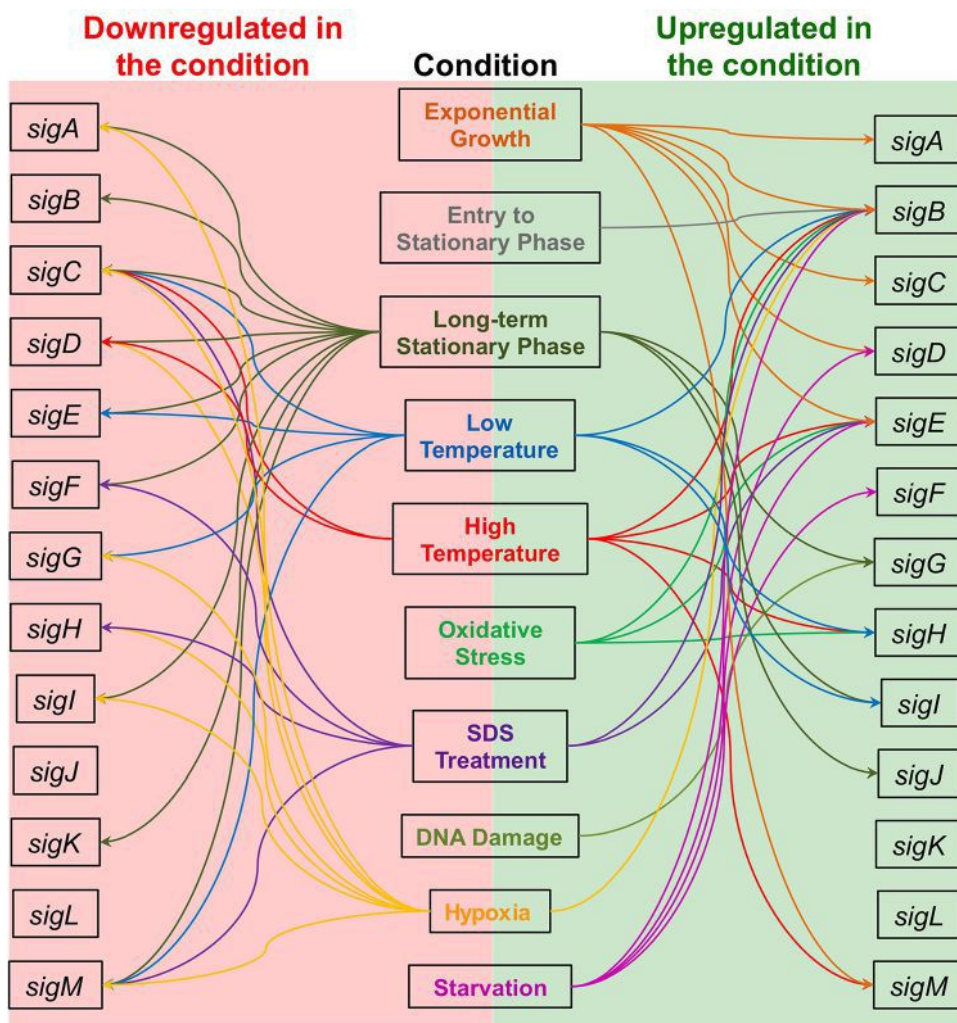 Downregulated in
the condition
Condition
Upregulated in
the condition
sigA
sigB
sigC
sigD
sigE
sigF
sigG
sigH
sigI
sigJ
sigK
sigL
sigM
Exponential
Growth
Entry to
Stationary Phase
Long-term
Stationary Phase
Low
Temperature
High
Temperature
Oxidative
Stress
SDS
Treatment
DNA Damage
Hypoxia
Starvation
sigA
sigB
sigC
sigD
sigE
sigF
sigG
sigH
sigI
sigJ
sigK
sigL
sigM